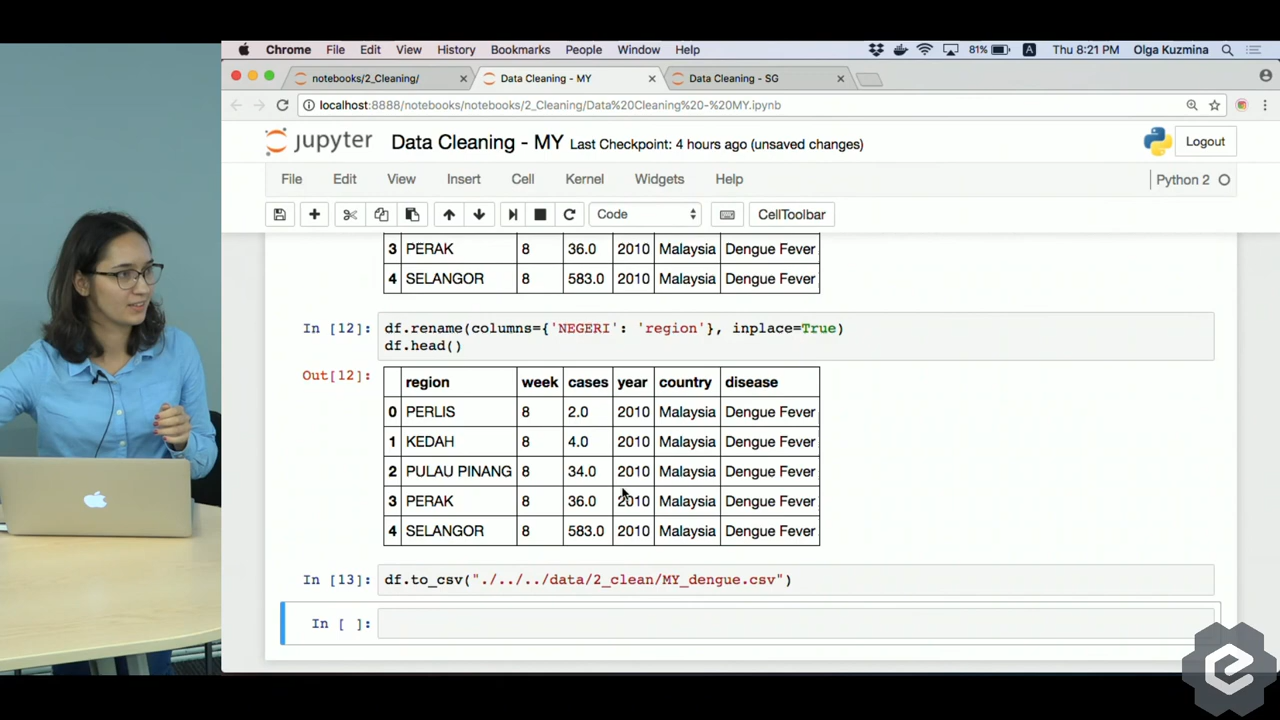 Chrome File Edit View History Bookmarks People Window Help 81% A Thu 8:21 PM Olga Kuzmina
notebooks/2_Cleaning/ Data Cleaning - MY Data Cleaning - SG
localhost:8888/notebooks/notebooks/2_Cleaning/Data%20Cleaning%20-%20MY.ipynb
jupyter Data Cleaning - MY Last Checkpoint: 4 hours ago (unsaved changes) Logout
File Edit View Insert Cell Kernel Widgets Help Python 2
Code CellToolbar
3 PERAK 8 36.0 2010 Malaysia Dengue Fever
4 SELANGOR 8 583.0 2010 Malaysia Dengue Fever
In [12]: df.rename(columns={'NEGERI': 'region'}, inplace=True)
df.head()
Out[12]:
region week cases year country disease
0 PERLIS 8 2.0 2010 Malaysia Dengue Fever
1 KEDAH 8 4.0 2010 Malaysia Dengue Fever
2 PULAU PINANG 8 34.0 2010 Malaysia Dengue Fever
3 PERAK 8 36.0 2010 Malaysia Dengue Fever
4 SELANGOR 8 583.0 2010 Malaysia Dengue Fever
In [13]: df.to_csv("./../../data/2_clean/MY_dengue.csv")
In [ ]:
e